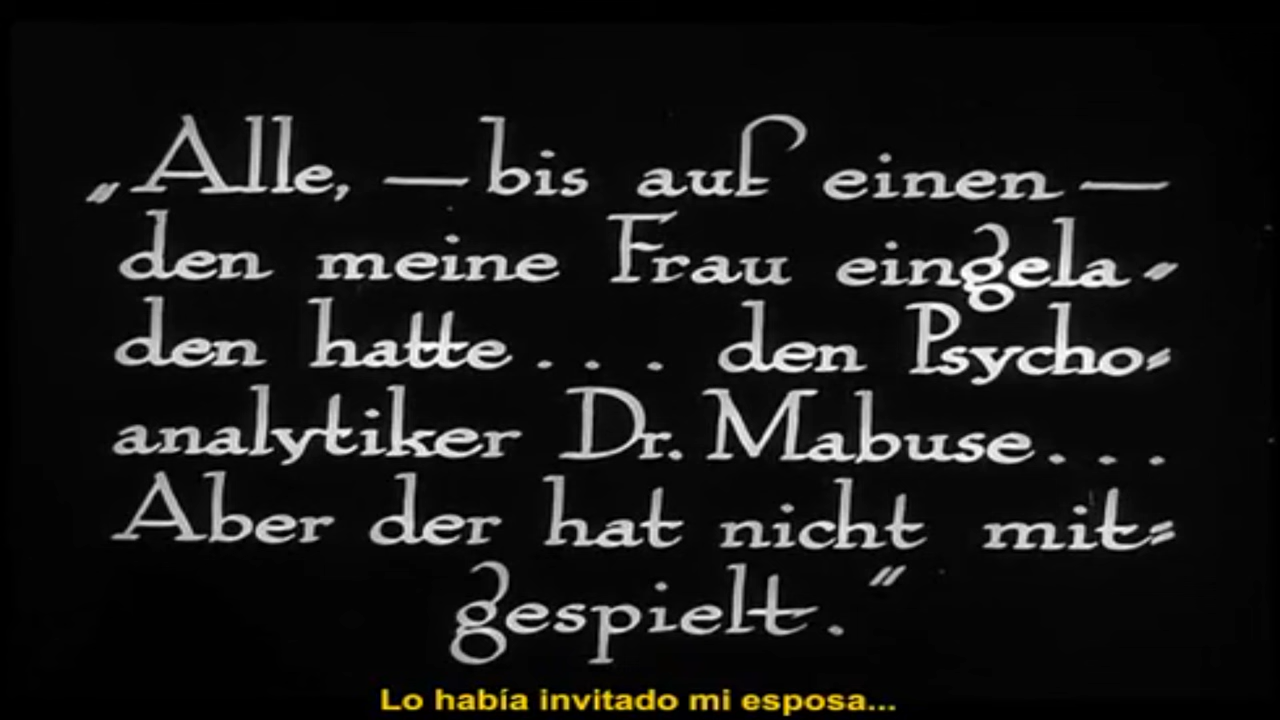 „Alle, — bis auf einen —
den meine Frau eingela-
den hatte . . . den Psycho-
analytiker Dr. Mabuse . . .
Aber der hat nicht mit-
gespielt."
Lo había invitado mi esposa...